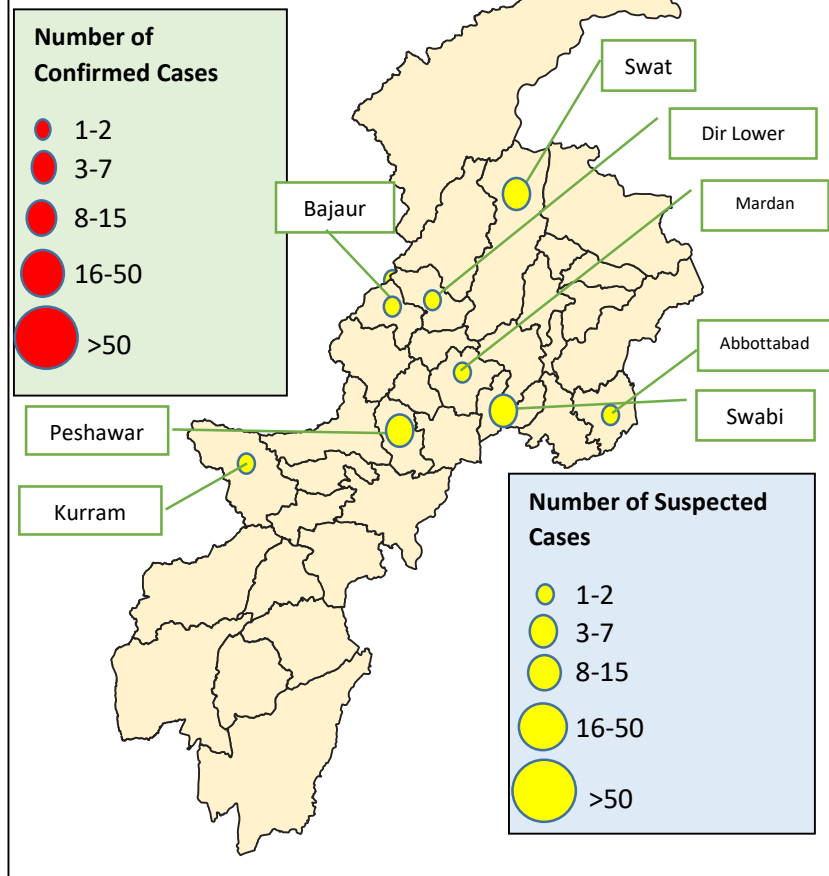 Number of
Confirmed Cases
1-2
3-7
8-15
16-50
>50
Swat
Dir Lower
Mardan
Bajaur
Abbottabad
Swabi
Peshawar
Kurram
Number of Suspected
Cases
1-2
3-7
8-15
16-50
>50